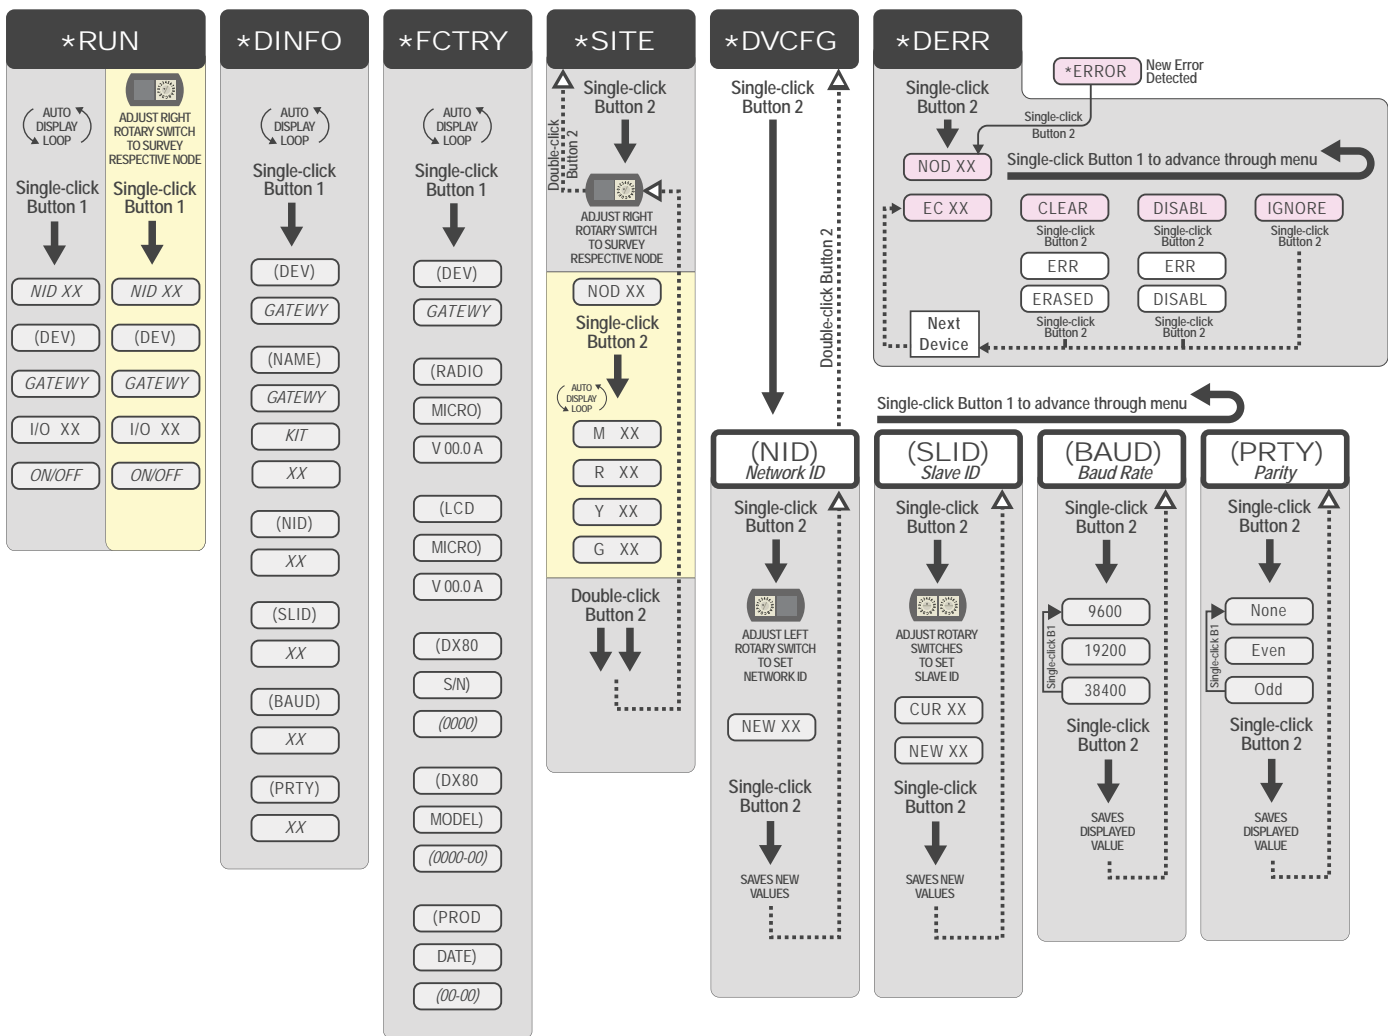 *RUN
AUTO
DISPLAY
LOOP
Single-click
Button 1
NID XX
(DEV)
GATEWY
I/O XX
ON/OFF
ADJUST RIGHT
ROTARY SWITCH
TO SURVEY
RESPECTIVE NODE
Single-click
Button 1
NID XX
(DEV)
GATEWY
I/O XX
ON/OFF
*DINFO
AUTO
DISPLAY
LOOP
Single-click
Button 1
(DEV)
GATEWY
(NAME)
GATEWY
KIT
XX
(NID)
XX
(SLID)
XX
(BAUD)
XX
(PRTY)
XX
*FCTRY
AUTO
DISPLAY
LOOP
Single-click
Button 1
(DEV)
GATEWY
(RADIO
MICRO)
V 00.0 A
(LCD
MICRO)
V 00.0 A
(DX80
S/N)
(0000)
(DX80
MODEL)
(0000-00)
(PROD
DATE)
(00-00)
*SITE
Single-click
Button 2
Double-click
Button 2
ADJUST RIGHT
ROTARY SWITCH
TO SURVEY
RESPECTIVE NODE
NOD XX
Single-click
Button 2
AUTO
DISPLAY
LOOP
M XX
R XX
Y XX
G XX
Double-click
Button 2
*DVCFG
Single-click
Button 2
Double-click Button 2
*DERR
Single-click
Button 2
*ERROR
New Error
Detected
Single-click
Button 2
NOD XX
Single-click Button 1 to advance through menu
EC XX
CLEAR
Single-click
Button 2
ERR
ERASED
Single-click
Button 2
DISABL
Single-click
Button 2
ERR
DISABL
Single-click
Button 2
IGNORE
Single-click
Button 2
Next
Device
Single-click Button 1 to advance through menu
(NID)
Network ID
Single-click
Button 2
ADJUST LEFT
ROTARY SWITCH
TO SET
NETWORK ID
NEW XX
Single-click
Button 2
SAVES NEW
VALUES
(SLID)
Slave ID
Single-click
Button 2
ADJUST ROTARY
SWITCHES
TO SET
SLAVE ID
CUR XX
NEW XX
Single-click
Button 2
SAVES NEW
VALUES
(BAUD)
Baud Rate
Single-click
Button 2
9600
19200
38400
Single-click B1
Single-click
Button 2
SAVES
DISPLAYED
VALUE
(PRTY)
Parity
Single-click
Button 2
None
Even
Odd
Single-click B1
Single-click
Button 2
SAVES
DISPLAYED
VALUE